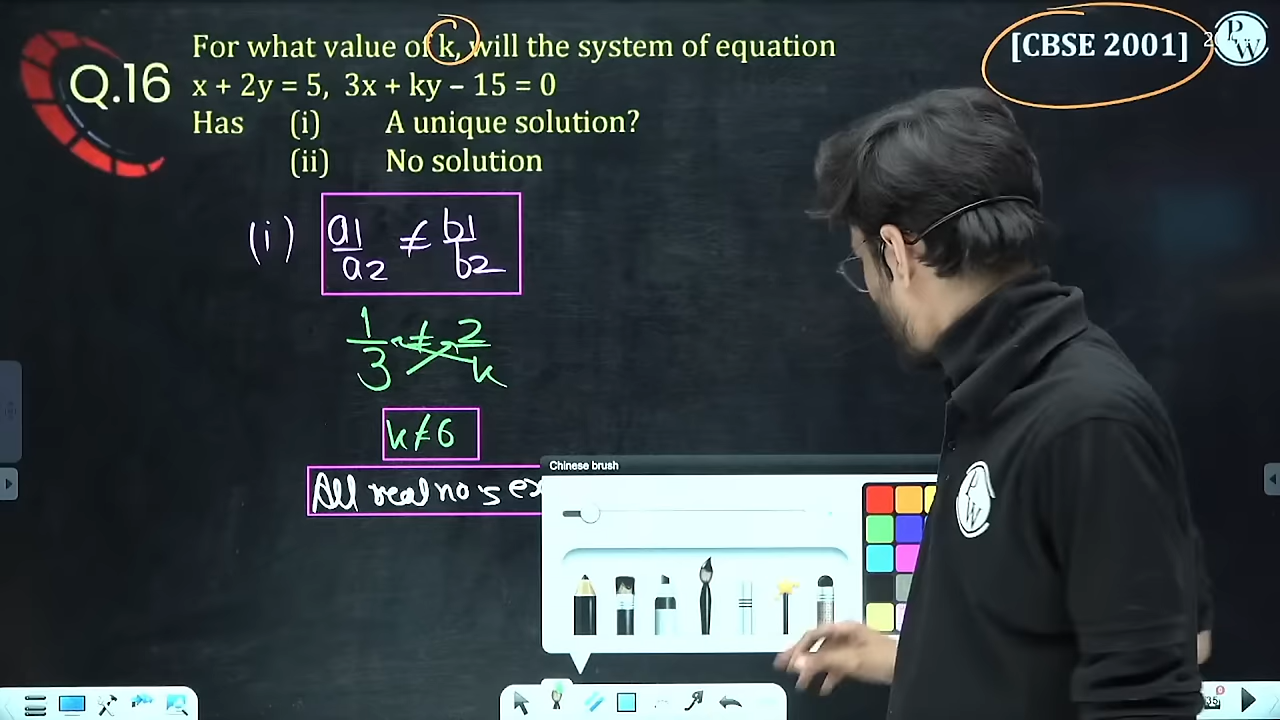 For what value of k, will the system of equation
[CBSE 2001]
Q.16
x + 2y = 5, 3x + ky – 15 = 0
Has (i) A unique solution?
(ii) No solution
(i) a1/a2 ≠ b1/b2
1/3 ≠ 2/k
k≠6
All real no's
Chinese brush
PW
W